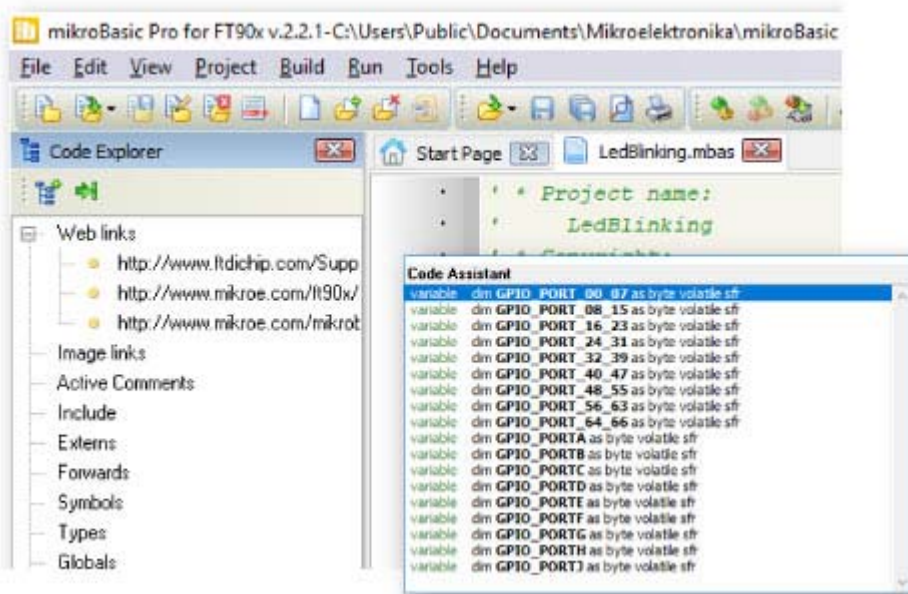 mikroBasic Pro for FT90x v.2.2.1-C:\Users\Public\Documents\Mikroelektronika\mikroBasic
File Edit View Project Build Run Tools Help
Code Explorer
Start Page LedBlinking.mbas
Web links
http://www.ftdichip.com/Supp
http://www.mikroe.com/ft90x/
http://www.mikroe.com/mikrot
Image links
Active Comments
Include
Externs
Forwards
Symbols
Types
Globals
' * Project name:
' LedBlinking
' * Copyright:
Code Assistant
variable dim GPIO_PORT_00_07 as byte volatile sfr
variable dim GPIO_PORT_08_15 as byte volatile sfr
variable dim GPIO_PORT_16_23 as byte volatile sfr
variable dim GPIO_PORT_24_31 as byte volatile sfr
variable dim GPIO_PORT_32_39 as byte volatile sfr
variable dim GPIO_PORT_40_47 as byte volatile sfr
variable dim GPIO_PORT_48_55 as byte volatile sfr
variable dim GPIO_PORT_56_63 as byte volatile sfr
variable dim GPIO_PORT_64_66 as byte volatile sfr
variable dim GPIO_PORTA as byte volatile sfr
variable dim GPIO_PORTB as byte volatile sfr
variable dim GPIO_PORTC as byte volatile sfr
variable dim GPIO_PORTD as byte volatile sfr
variable dim GPIO_PORTE as byte volatile sfr
variable dim GPIO_PORTF as byte volatile sfr
variable dim GPIO_PORTG as byte volatile sfr
variable dim GPIO_PORTH as byte volatile sfr
variable dim GPIO_PORTJ as byte volatile sfr